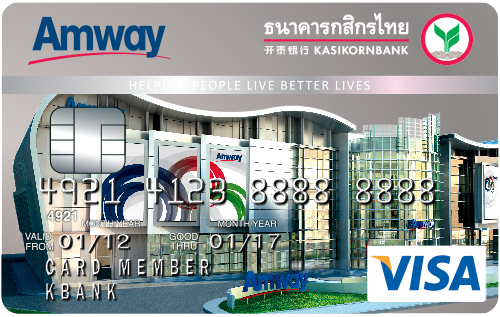 Amway
ธนาคารกสิกรไทย
开泰银行 KASIKORNBANK
HELPING PEOPLE LIVE BETTER LIVES
Amway
4921 4123 8888 8888
4921
MONTH/YEAR MONTH/YEAR
VALID FROM 01/12 GOOD THRU 01/17
CARD MEMBER
KBANK
Amway
VISA